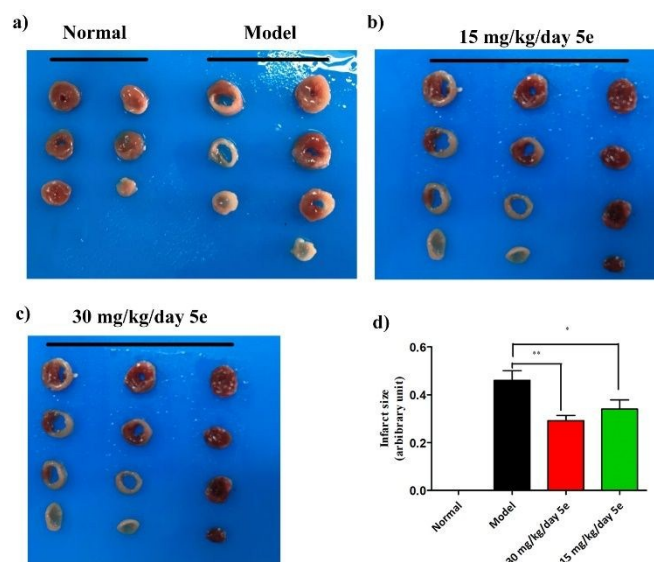 a)
Normal
Model
b)
15 mg/kg/day 5e
c)
30 mg/kg/day 5e
d)
Infarct size
(arbibrary unit)
0.6
0.4
0.2
0.0
**
*
Normal
Model
30 mg/kg/day 5e
15 mg/kg/day 5e